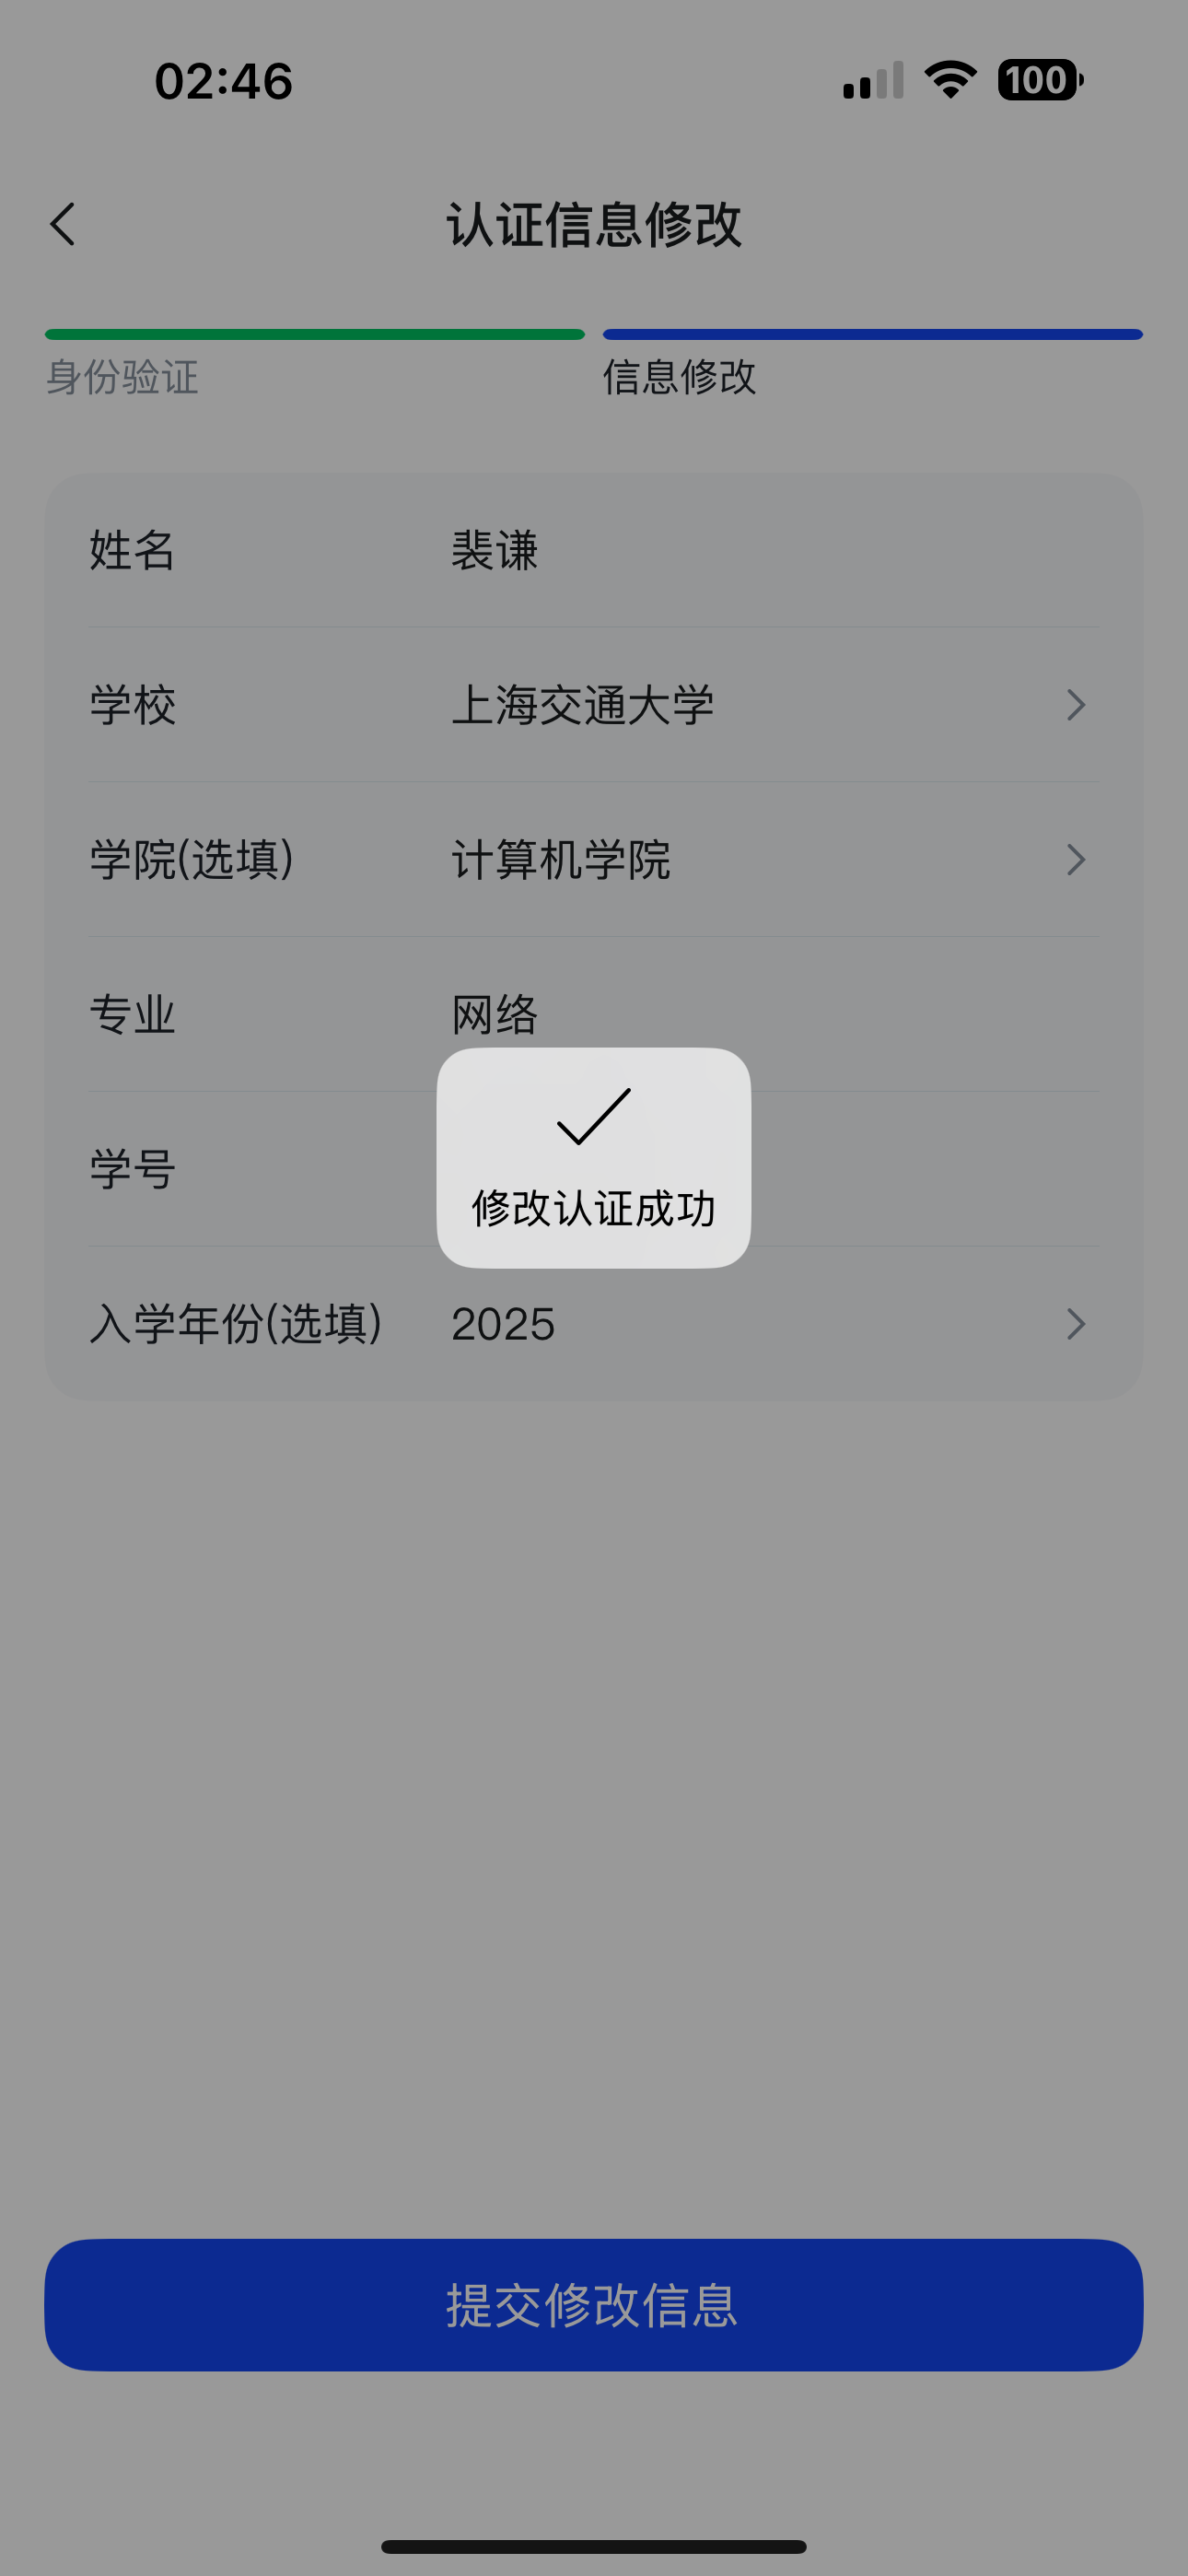 02:46
100
认证信息修改
身份验证
信息修改
姓名 裴谦
学校 上海交通大学
学院(选填) 计算机学院
专业 网络
学号
修改认证成功
入学年份(选填) 2025
提交修改信息